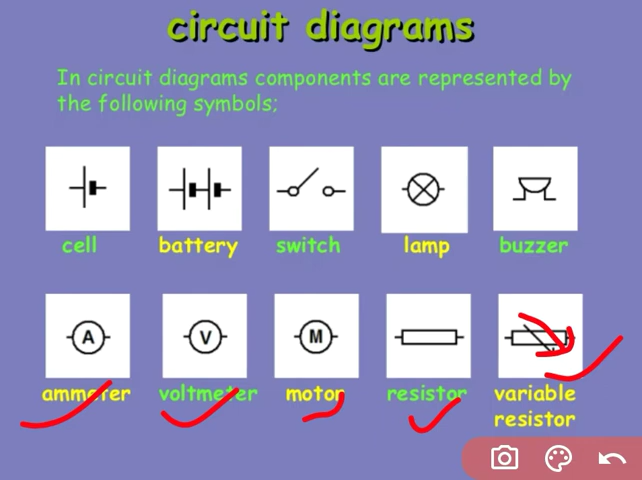 circuit diagrams
In circuit diagrams components are represented by
the following symbols;
cell battery switch lamp buzzer
A V M
ammeter voltmeter motor resistor variable
resistor